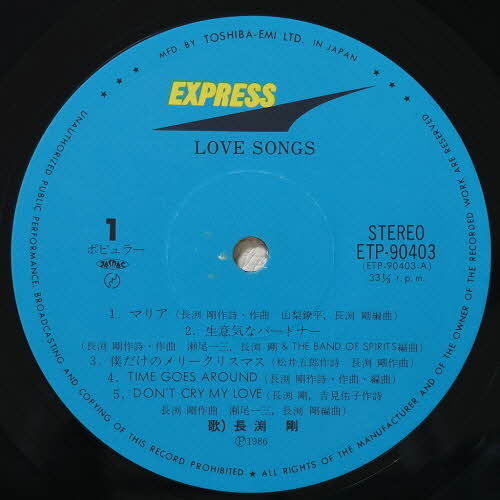 MFD. BY TOSHIBA-EMI LTD. IN JAPAN
EXPRESS
LOVE SONGS
1
ポピュラー
STEREO
ETP-90403
(ETP-90403-A)
33⅓ r.p.m.
1. マリア (長渕 剛作詩・作曲 山梨鐐平, 長渕 剛編曲)
2. 生意気なパートナー
(長渕 剛作詩・作曲 瀬尾一三, 長渕 剛 & THE BAND OF SPIRITS編曲)
3. 僕だけのメリークリスマス (松井五郎作詩 長渕 剛作曲)
4. TIME GOES AROUND (長渕 剛作詩・作曲・編曲)
5. DON'T CRY MY LOVE (長渕 剛, 吉見佑子作詩
長渕 剛作曲 瀬尾一三, 長渕 剛編曲)
歌) 長渕 剛
Ⓟ1986
UNAUTHORIZED PUBLIC PERFORMANCE, BROADCASTING AND COPYING OF THIS RECORD PROHIBITED ★ ALL RIGHTS OF THE MANUFACTURER AND OF THE OWNER OF THE RECORDED WORK ARE RESERVED